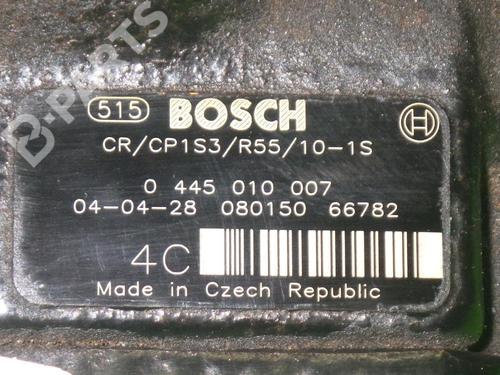 B-PARTS
515 BOSCH
CR/CP1S3/R55/10-1S
0 445 010 007
04-04-28 080150 66782
4C
Made in Czech Republic